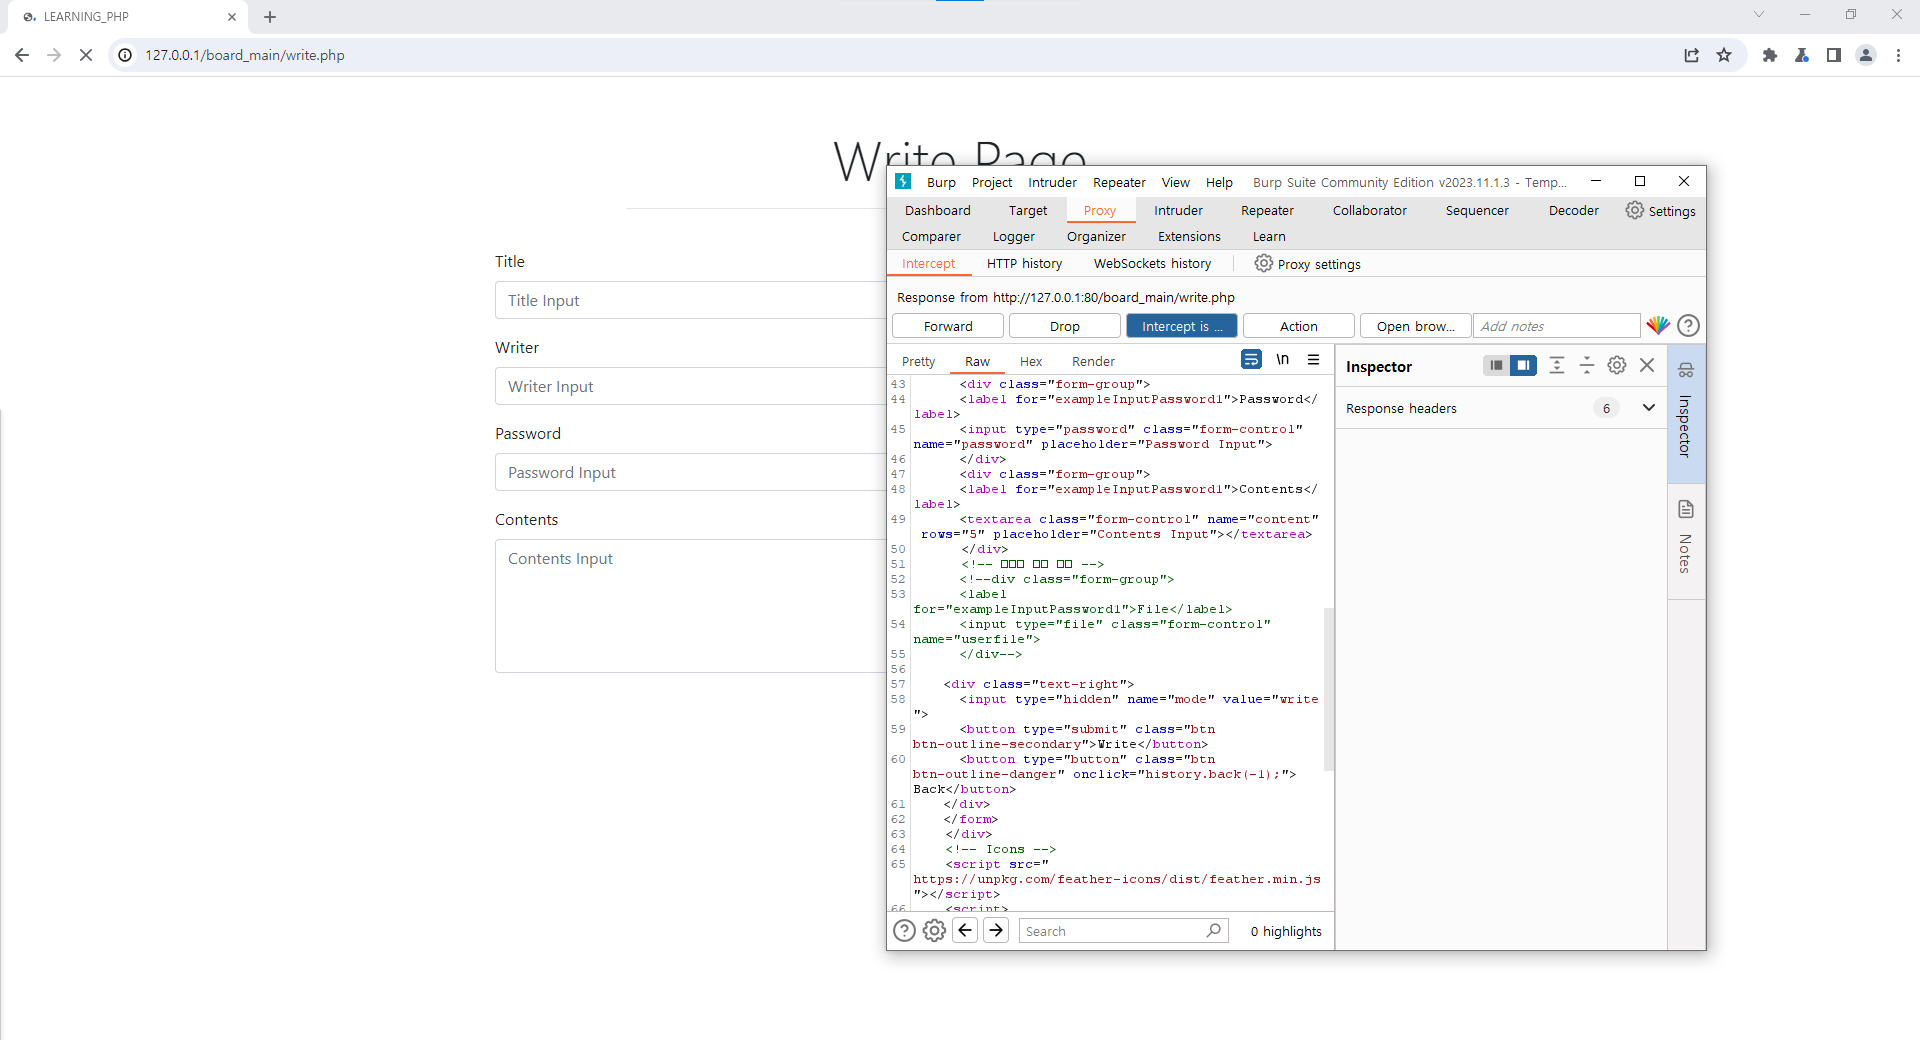 LEARNING_PHP
127.0.0.1/board_main/write.php
Write Page
Title
Title Input
Writer
Writer Input
Password
Password Input
Contents
Contents Input
Burp Project Intruder Repeater View Help Burp Suite Community Edition v2023.11.1.3 - Temp...
Dashboard Target Proxy Intruder Repeater Collaborator Sequencer Decoder Settings
Comparer Logger Organizer Extensions Learn
Intercept HTTP history WebSockets history Proxy settings
Response from http://127.0.0.1:80/board_main/write.php
Forward Drop Intercept is ... Action Open brow... Add notes
Pretty Raw Hex Render \n
43 <div class="form-group">
44 <label for="exampleInputPassword1">Password</
label>
45 <input type="password" class="form-control"
name="password" placeholder="Password Input">
46 </div>
47 <div class="form-group">
48 <label for="exampleInputPassword1">Contents</
label>
49 <textarea class="form-control" name="content"
rows="5" placeholder="Contents Input"></textarea>
50 </div>
51 <!-- □□□ □□ □□ -->
52 <!--div class="form-group">
53 <label
for="exampleInputPassword1">File</label>
54 <input type="file" class="form-control"
name="userfile">
55 </div-->
56
57 <div class="text-right">
58 <input type="hidden" name="mode" value="write
">
59 <button type="submit" class="btn
btn-outline-secondary">Write</button>
60 <button type="button" class="btn
btn-outline-danger" onclick="history.back(-1);">
Back</button>
61 </div>
62 </form>
63 </div>
64 <!-- Icons -->
65 <script src="
https://unpkg.com/feather-icons/dist/feather.min.js
"></script>
66 <script>
Search 0 highlights
Inspector
Response headers 6
Inspector
Notes